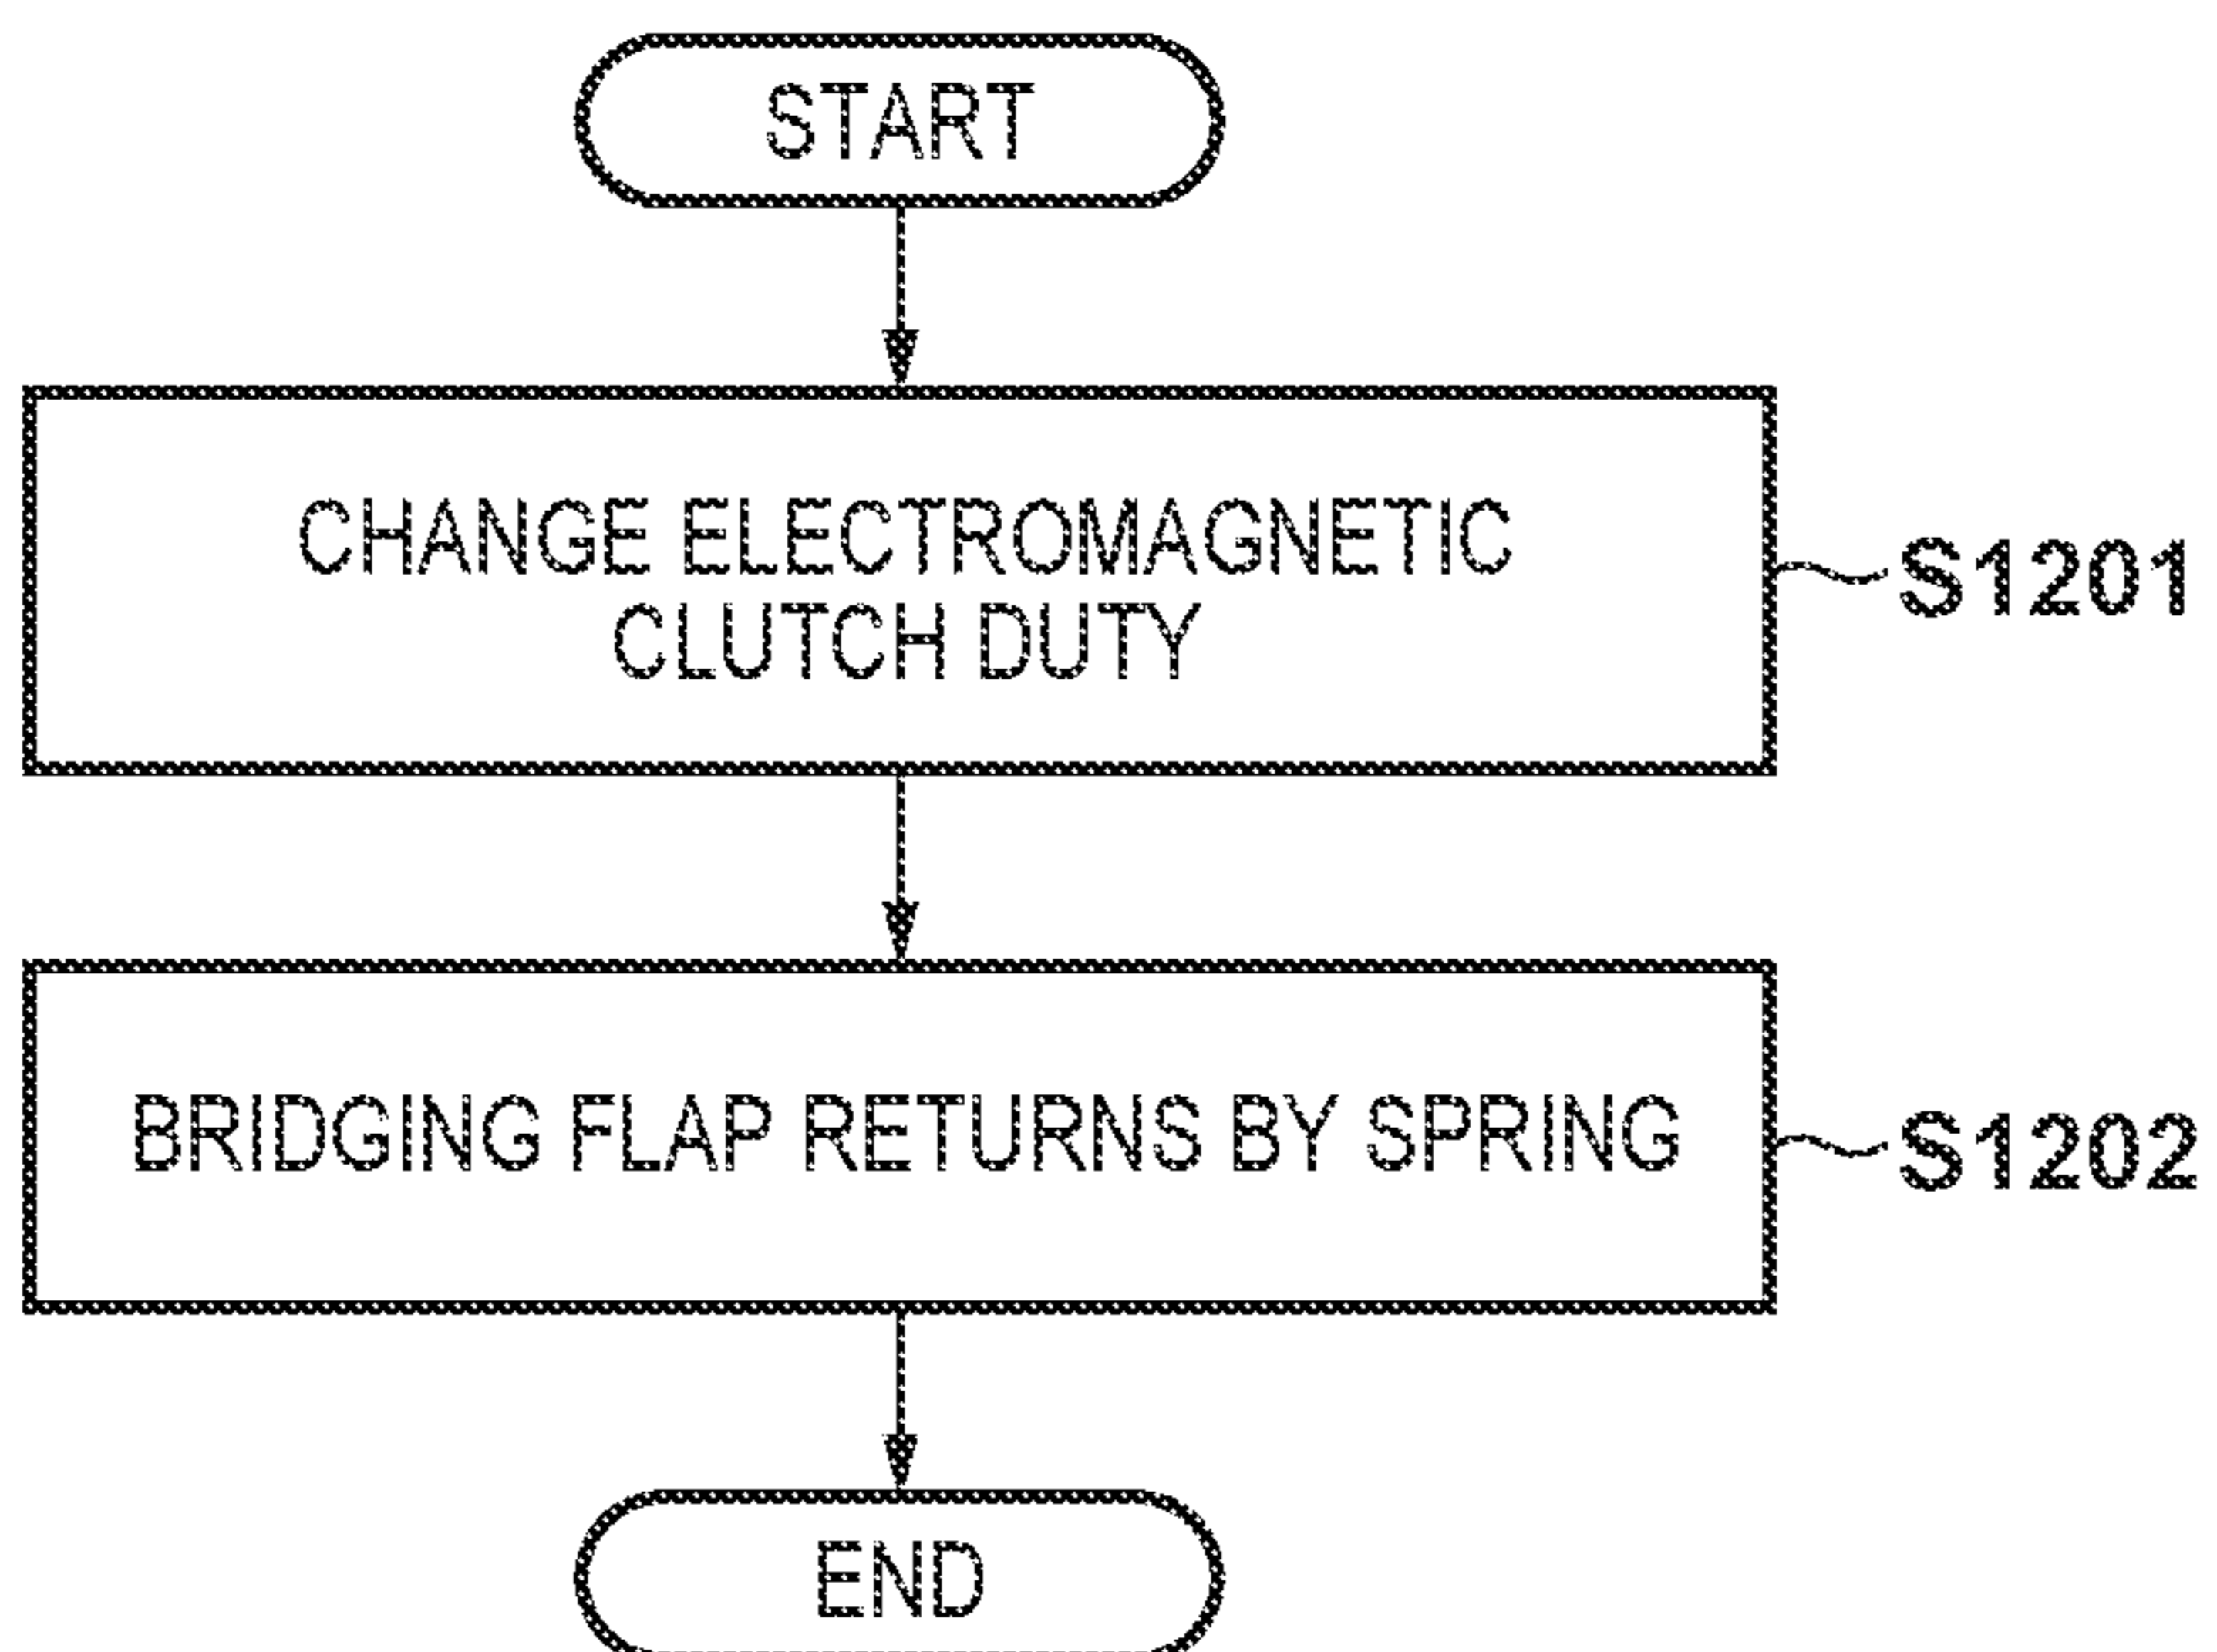 START
CHANGE ELECTROMAGNETIC
CLUTCH DUTY
S1201
BRIDGING FLAP RETURNS BY SPRING
S1202
END